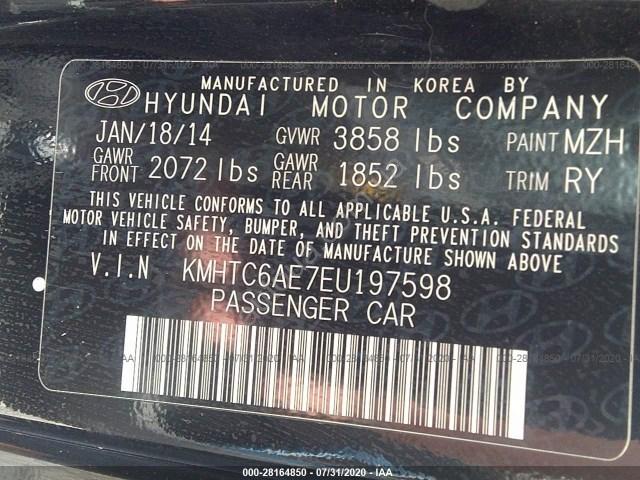 MANUFACTURED IN KOREA BY
HYUNDAI MOTOR COMPANY
JAN/18/14 GVWR 3858 lbs PAINT MZH
GAWR FRONT 2072 lbs GAWR REAR 1852 lbs TRIM RY
THIS VEHICLE CONFORMS TO ALL APPLICABLE U.S.A. FEDERAL
MOTOR VEHICLE SAFETY, BUMPER, AND THEFT PREVENTION STANDARDS
IN EFFECT ON THE DATE OF MANUFACTURE SHOWN ABOVE.
V.I.N KMHTC6AE7EU197598
PASSENGER CAR
000-28164850 - 07/31/2020 - IAA